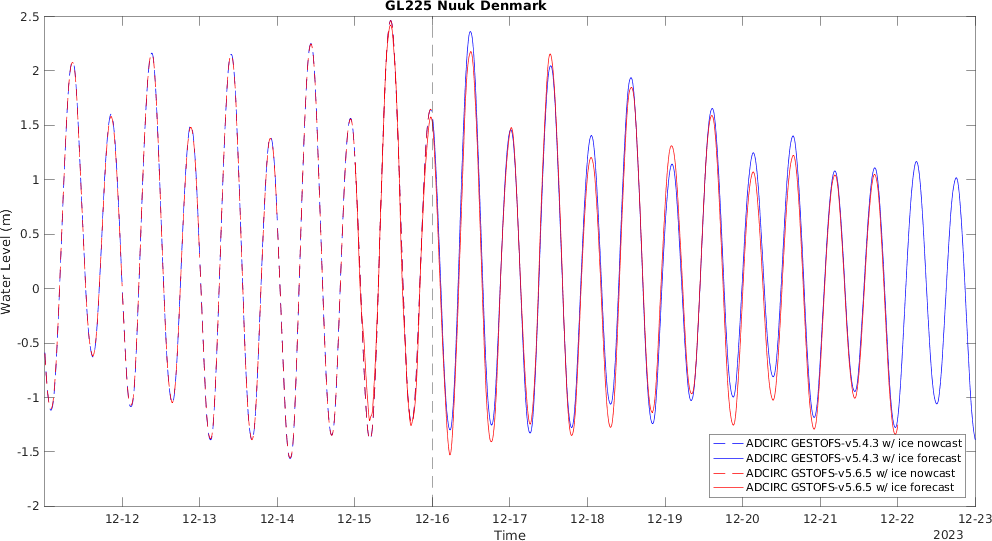 GL225 Nuuk Denmark
2.5
2
1.5
1
0.5
0
-0.5
-1
-1.5
-2
Water Level (m)
ADCIRC GESTOFS-v5.4.3 w/ ice nowcast
ADCIRC GESTOFS-v5.4.3 w/ ice forecast
ADCIRC GSTOFS-v5.6.5 w/ ice nowcast
ADCIRC GSTOFS-v5.6.5 w/ ice forecast
12-12 12-13 12-14 12-15 12-16 12-17 12-18 12-19 12-20 12-21 12-22 12-23
Time
2023